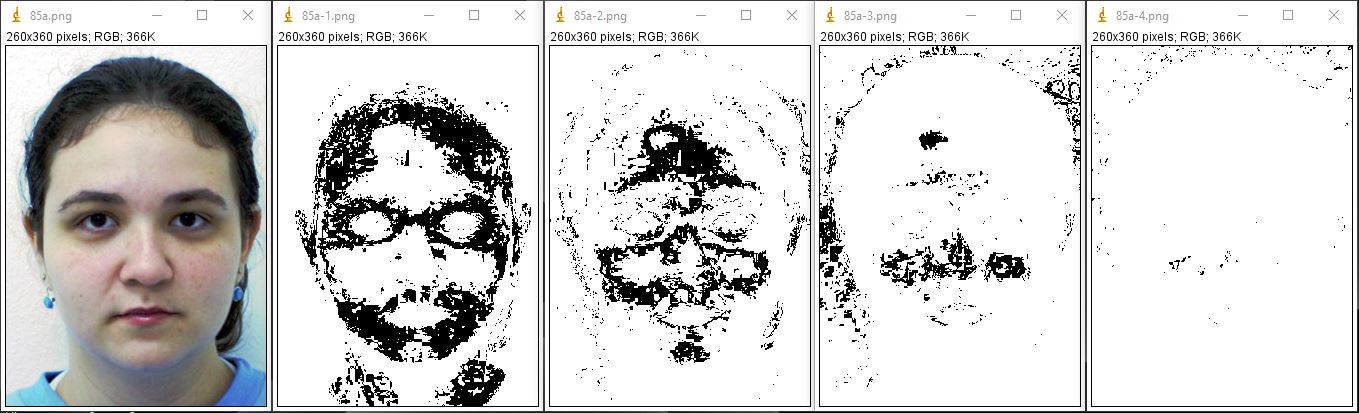 85a.png
260x360 pixels; RGB; 366K
85a-1.png
260x360 pixels; RGB; 366K
85a-2.png
260x360 pixels; RGB; 366K
85a-3.png
260x360 pixels; RGB; 366K
85a-4.png
260x360 pixels; RGB; 366K